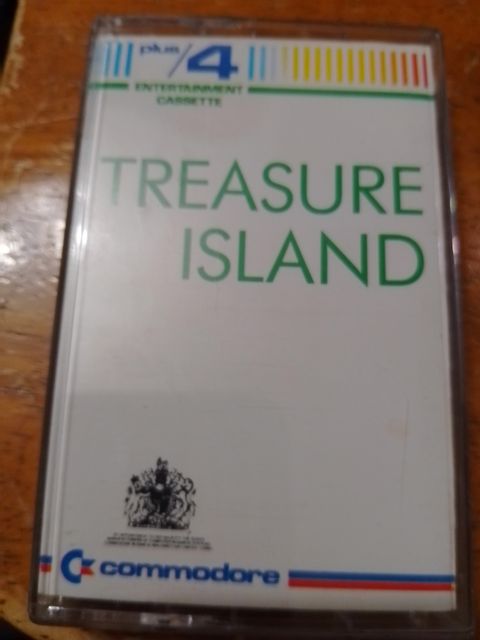 plus/4
ENTERTAINMENT
CASSETTE
TREASURE
ISLAND
commodore